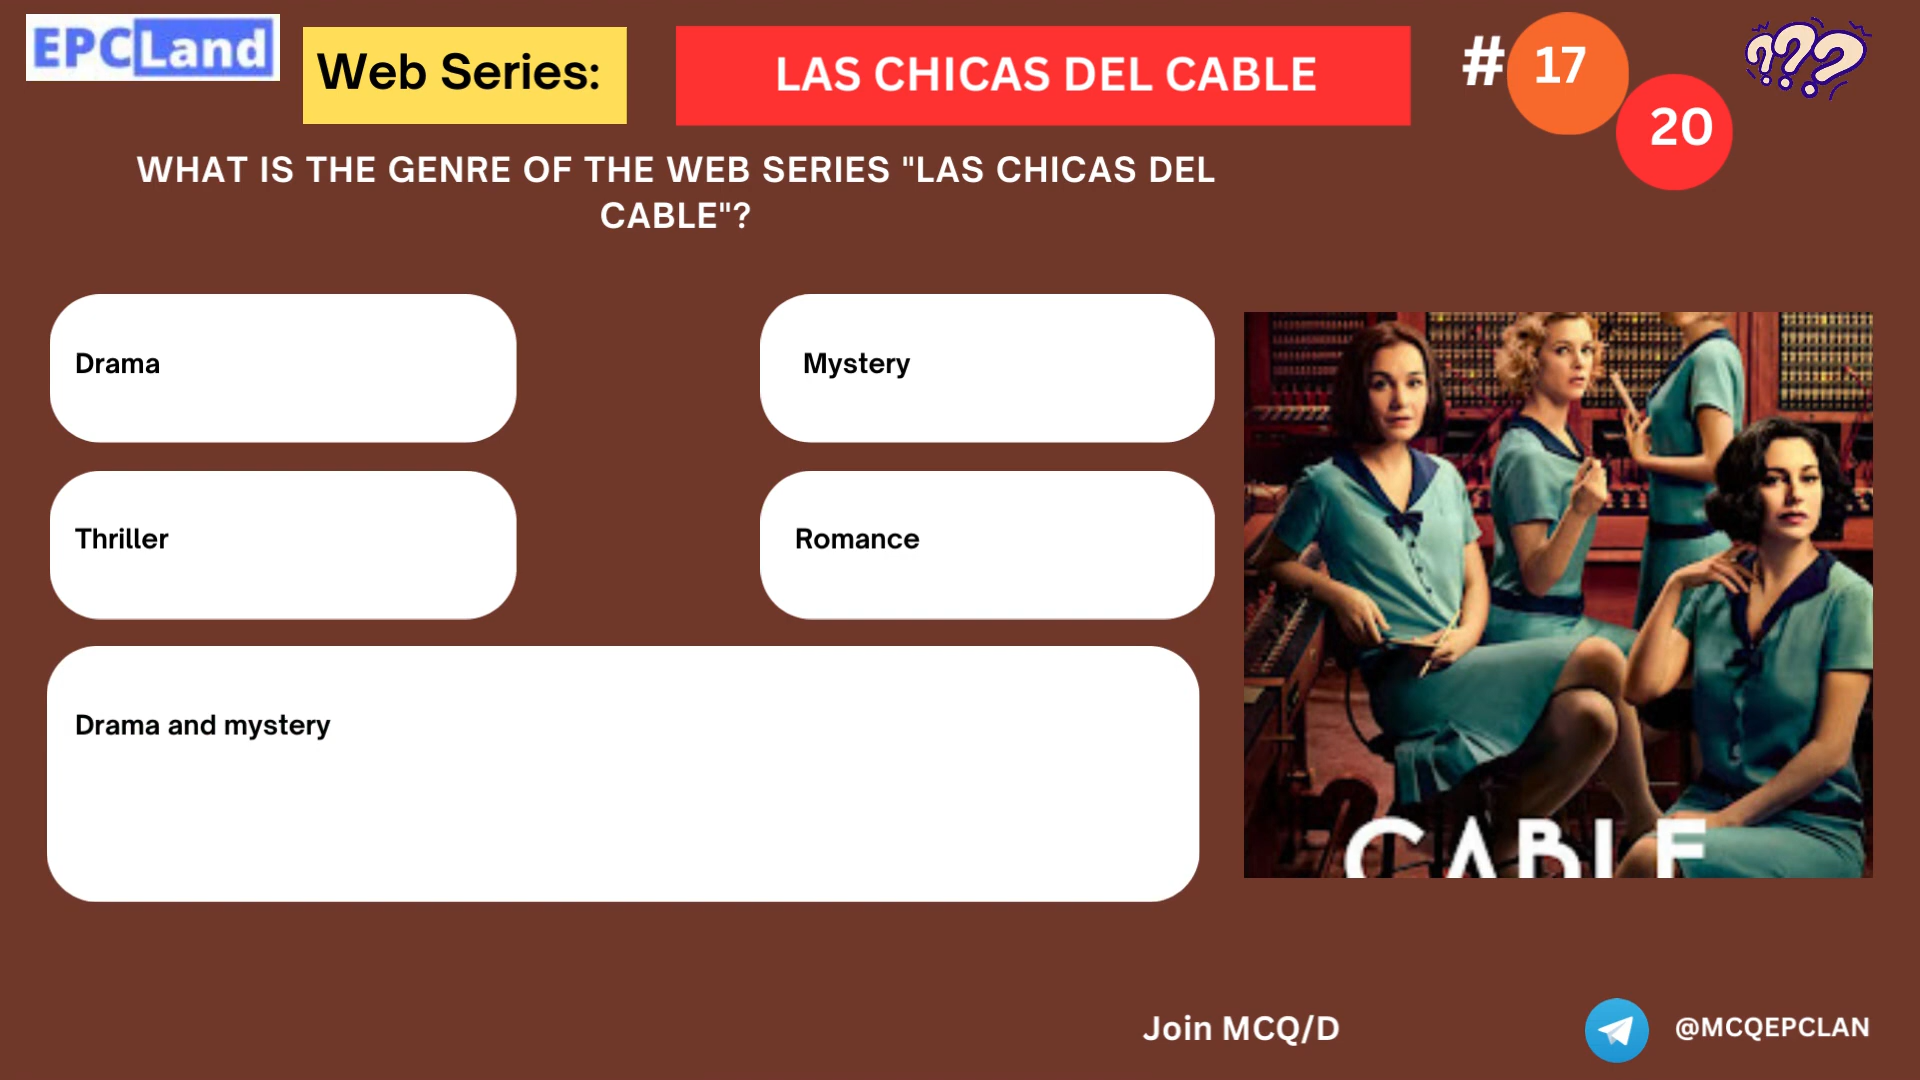 EPCLand
Web Series:
LAS CHICAS DEL CABLE
# 17
20
???
WHAT IS THE GENRE OF THE WEB SERIES "LAS CHICAS DEL
CABLE"?
Drama
Mystery
Thriller
Romance
Drama and mystery
CABLE
Join MCQ/D
@MCQEPCLAN